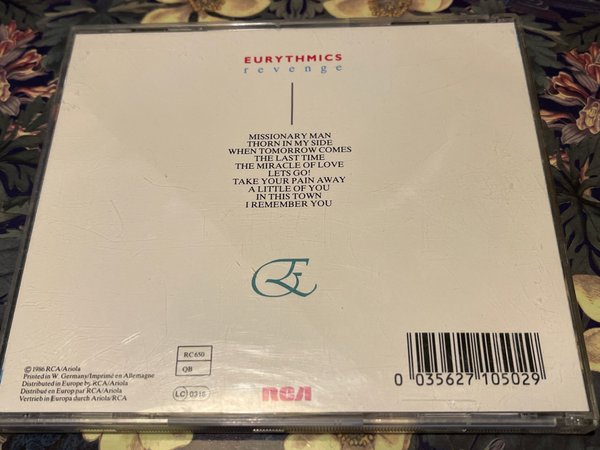 EURYTHMICS
revenge
MISSIONARY MAN
THORN IN MY SIDE
WHEN TOMORROW COMES
THE LAST TIME
THE MIRACLE OF LOVE
LETS GO!
TAKE YOUR PAIN AWAY
A LITTLE OF YOU
IN THIS TOWN
I REMEMBER YOU
E
©1986 RCA/Ariola
Printed in W. Germany/Imprimé en Allemagne
Distributed in Europe by RCA/Ariola
Distribué en Europ par RCA/Ariola
Vertrieb in Europa durch Ariola/RCA
RC 650
QB
LC 0316
RCA
0 035627 105029